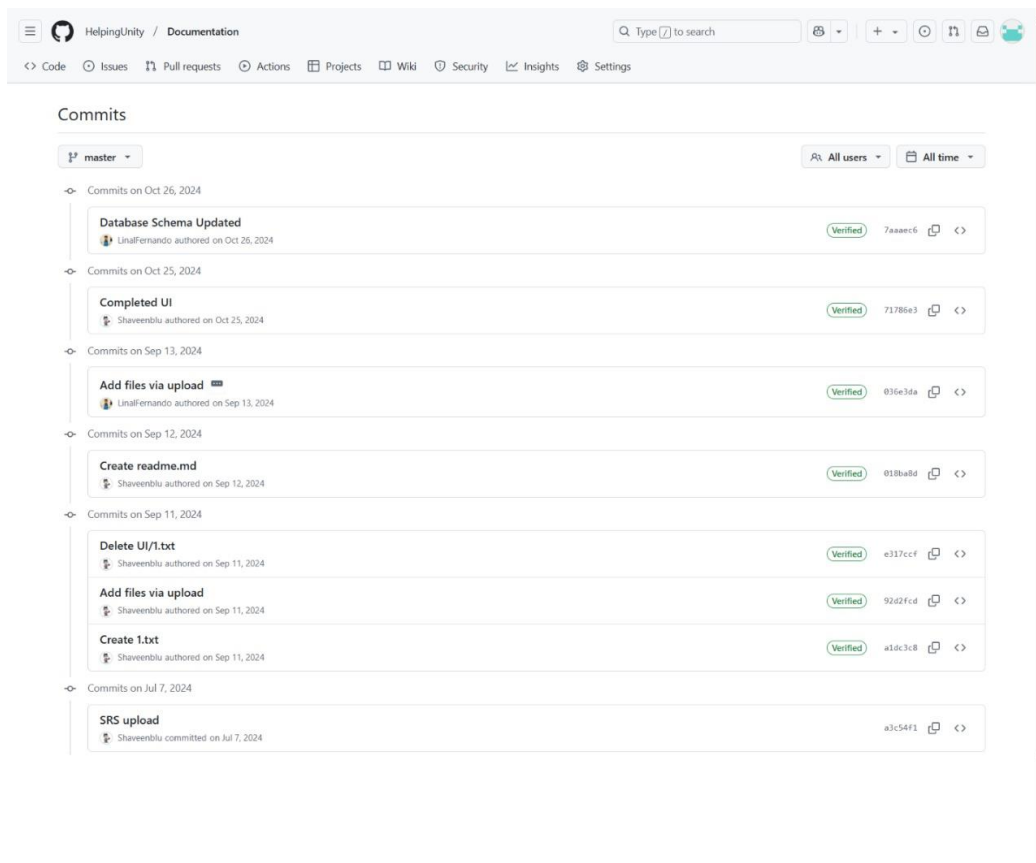 HelpingUnity / Documentation
Type / to search
Code Issues Pull requests Actions Projects Wiki Security Insights Settings
Commits
master
All users All time
Commits on Oct 26, 2024
Database Schema Updated
LinalFernando authored on Oct 26, 2024
Verified 7aaaec6
Commits on Oct 25, 2024
Completed UI
Shaveenblu authored on Oct 25, 2024
Verified 71786e3
Commits on Sep 13, 2024
Add files via upload
LinalFernando authored on Sep 13, 2024
Verified 036e3da
Commits on Sep 12, 2024
Create readme.md
Shaveenblu authored on Sep 12, 2024
Verified 018ba8d
Commits on Sep 11, 2024
Delete UI/1.txt
Shaveenblu authored on Sep 11, 2024
Verified e317ccf
Add files via upload
Shaveenblu authored on Sep 11, 2024
Verified 92d2fcd
Create 1.txt
Shaveenblu authored on Sep 11, 2024
Verified a1dc3c8
Commits on Jul 7, 2024
SRS upload
Shaveenblu committed on Jul 7, 2024
a3c54f1